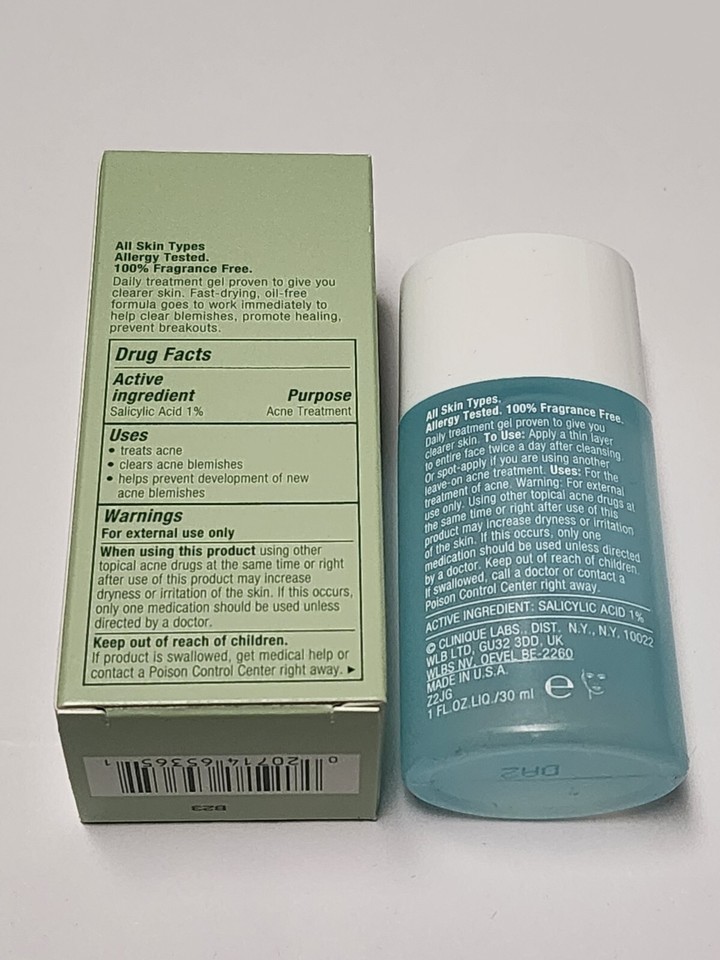 All Skin Types
Allergy Tested.
100% Fragrance Free.
Daily treatment gel proven to give you
clearer skin. Fast-drying, oil-free
formula goes to work immediately to
help clear blemishes, promote healing,
prevent breakouts.
Drug Facts
Active
ingredient Purpose
Salicylic Acid 1% Acne Treatment
Uses
• treats acne
• clears acne blemishes
• helps prevent development of new
acne blemishes
Warnings
For external use only
When using this product using other
topical acne drugs at the same time or right
after use of this product may increase
dryness or irritation of the skin. If this occurs,
only one medication should be used unless
directed by a doctor.
Keep out of reach of children.
If product is swallowed, get medical help or
contact a Poison Control Center right away. ►
0 20714 65365 1
B23
All Skin Types.
Allergy Tested. 100% Fragrance Free.
Daily treatment gel proven to give you
clearer skin. To Use: Apply a thin layer
to entire face twice a day after cleansing
Or spot-apply if you are using another
leave-on acne treatment. Uses: For the
treatment of acne. Warning: For external
use only. Using other topical acne drugs at
the same time or right after use of this
product may increase dryness or irritation
of the skin. If this occurs, only one
medication should be used unless directed
by a doctor. Keep out of reach of children.
If swallowed, call a doctor or contact a
Poison Control Center right away.
ACTIVE INGREDIENT: SALICYLIC ACID 1%
© CLINIQUE LABS., DIST. N.Y., N.Y. 10022
WLB LTD, GU32 3DD, UK
WLBS NV, OEVEL BE-2260
MADE IN U.S.A.
Z2JG
1 FL.OZ.LIQ./30 ml e
DA2